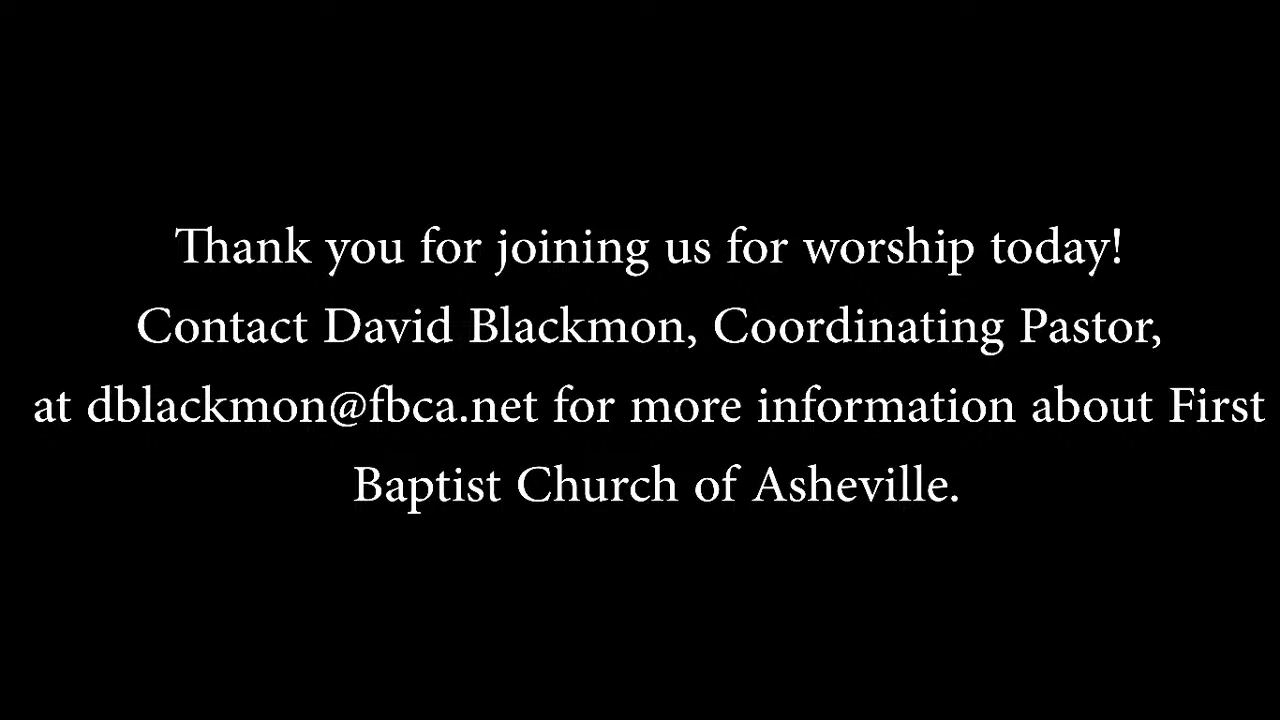 Thank you for joining us for worship today!
Contact David Blackmon, Coordinating Pastor,
at dblackmon@fbca.net for more information about First
Baptist Church of Asheville.